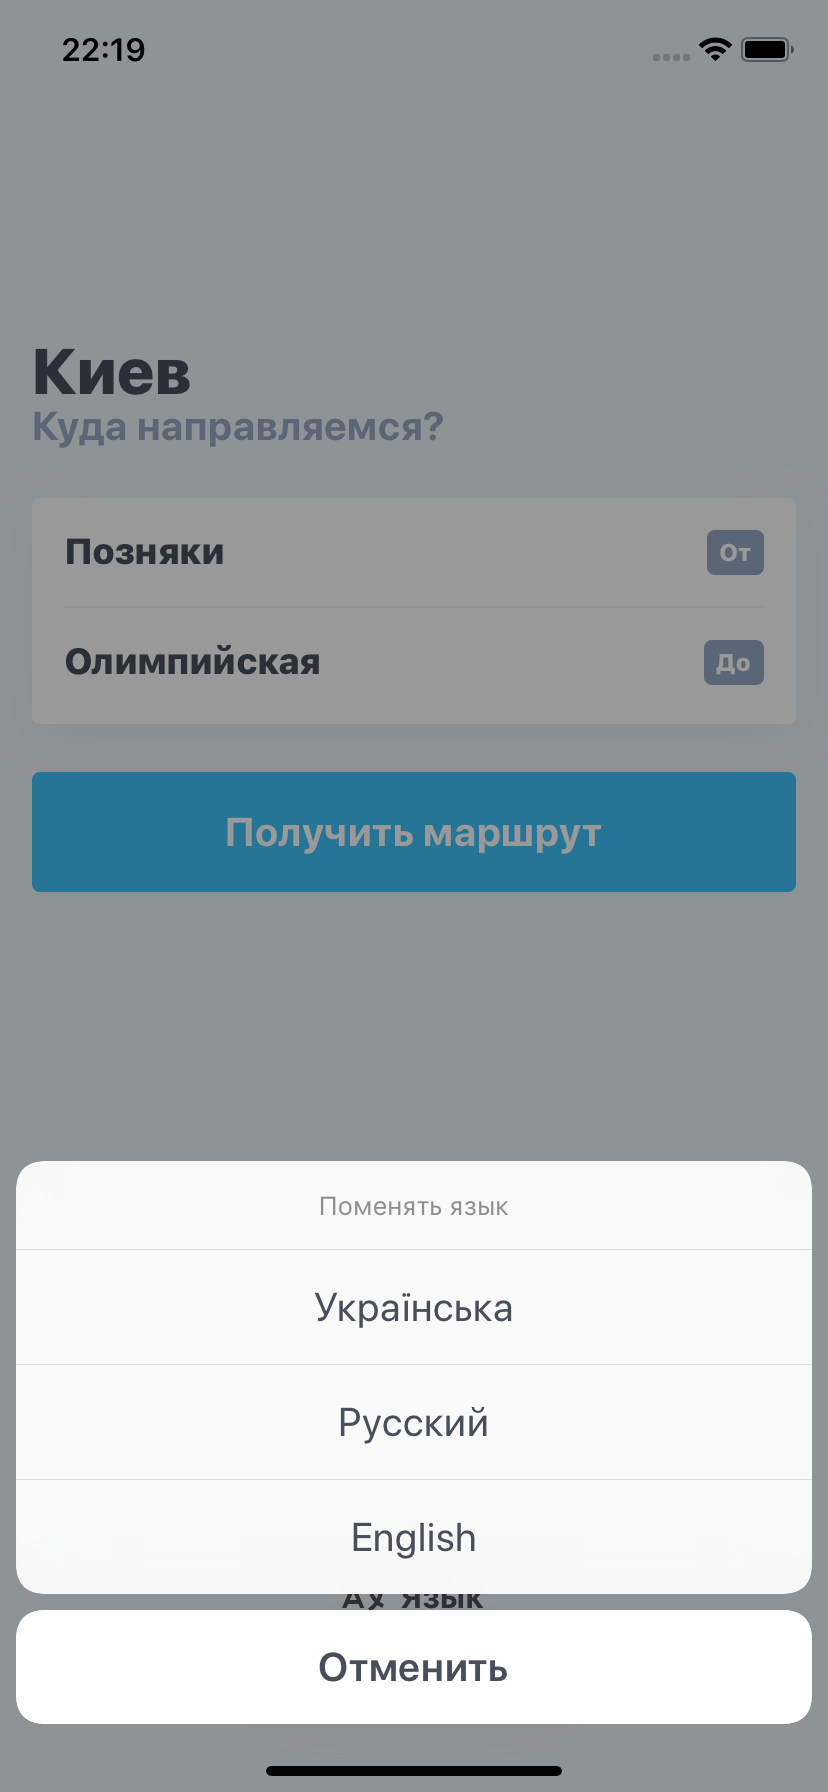 22:19
Киев
Куда направляемся?
Позняки
От
Олимпийская
До
Получить маршрут
Поменять язык
Українська
Русский
English
Язык
Отменить